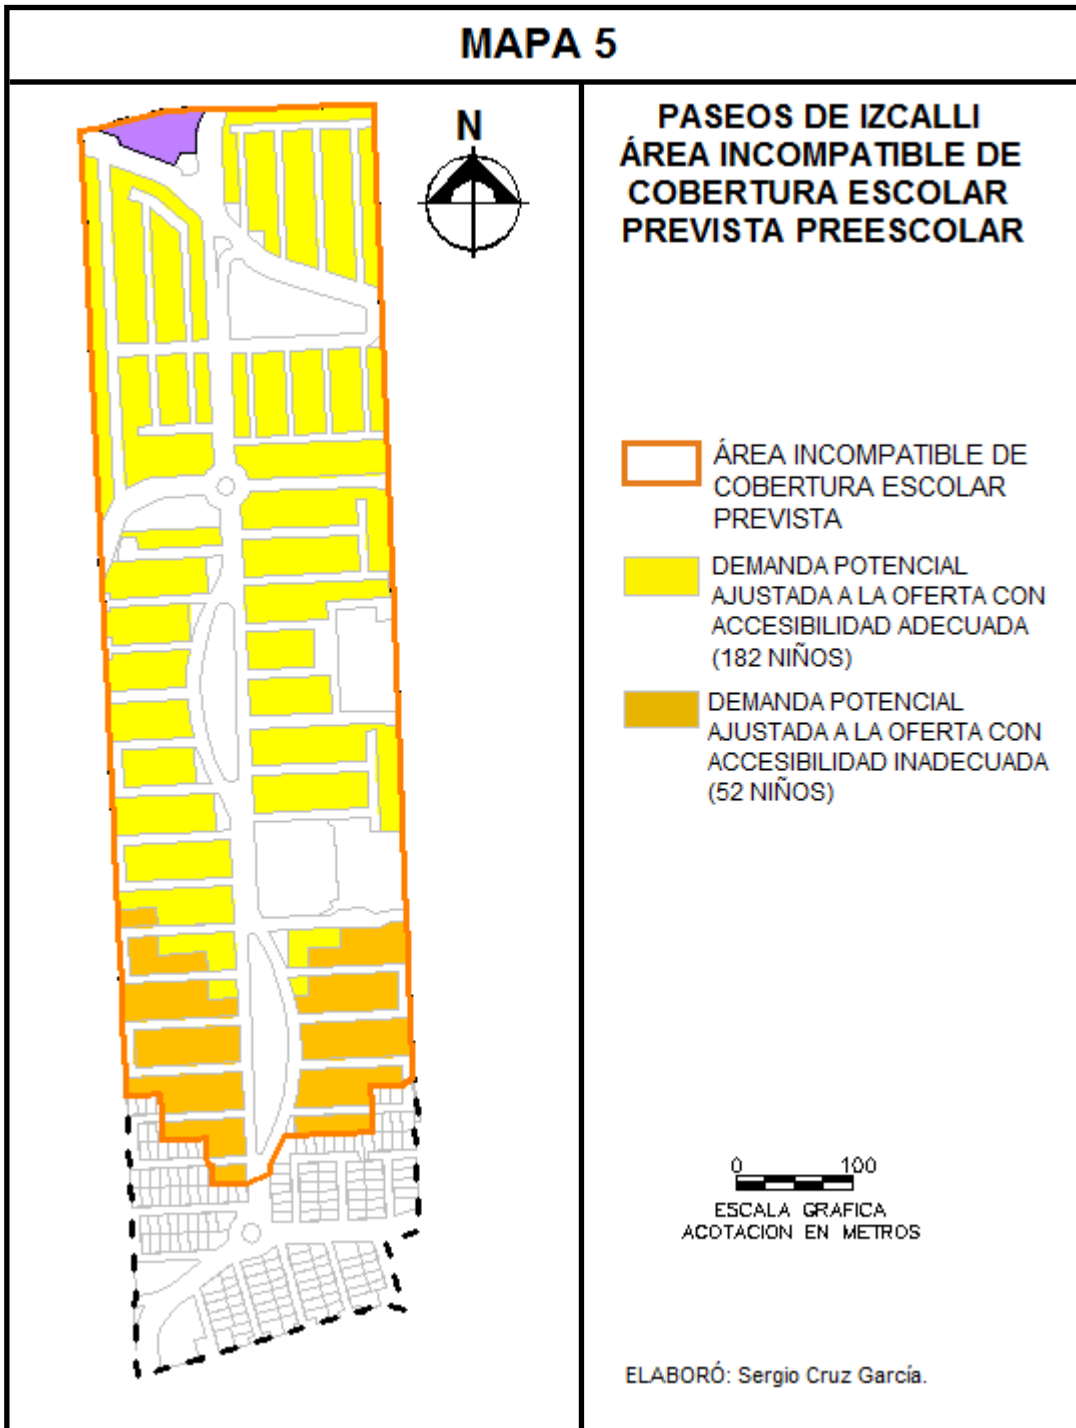 MAPA 5
N
PASEOS DE IZCALLI
ÁREA INCOMPATIBLE DE
COBERTURA ESCOLAR
PREVISTA PREESCOLAR
ÁREA INCOMPATIBLE DE
COBERTURA ESCOLAR
PREVISTA
DEMANDA POTENCIAL
AJUSTADA A LA OFERTA CON
ACCESIBILIDAD ADECUADA
(182 NIÑOS)
DEMANDA POTENCIAL
AJUSTADA A LA OFERTA CON
ACCESIBILIDAD INADECUADA
(52 NIÑOS)
0 100
ESCALA GRAFICA
ACOTACION EN METROS
ELABORÓ: Sergio Cruz García.